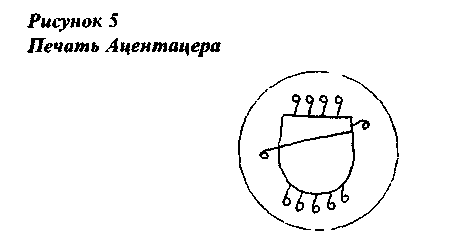 Рисунок 5
Печать Ацентацера